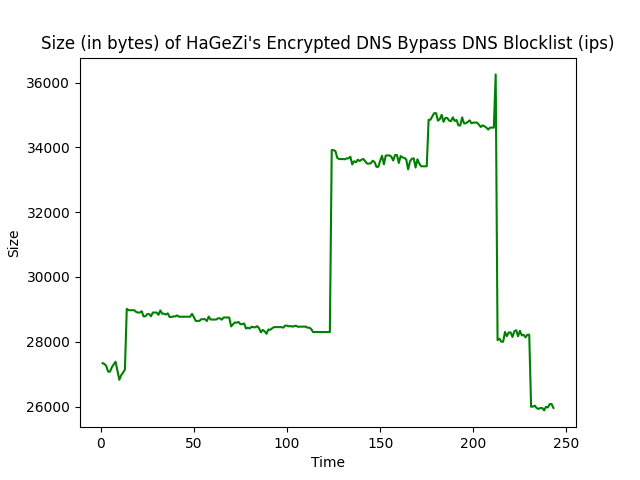 Size (in bytes) of HaGeZi's Encrypted DNS Bypass DNS Blocklist (ips)
36000
34000
32000
30000
28000
26000
Size
0 50 100 150 200 250
Time